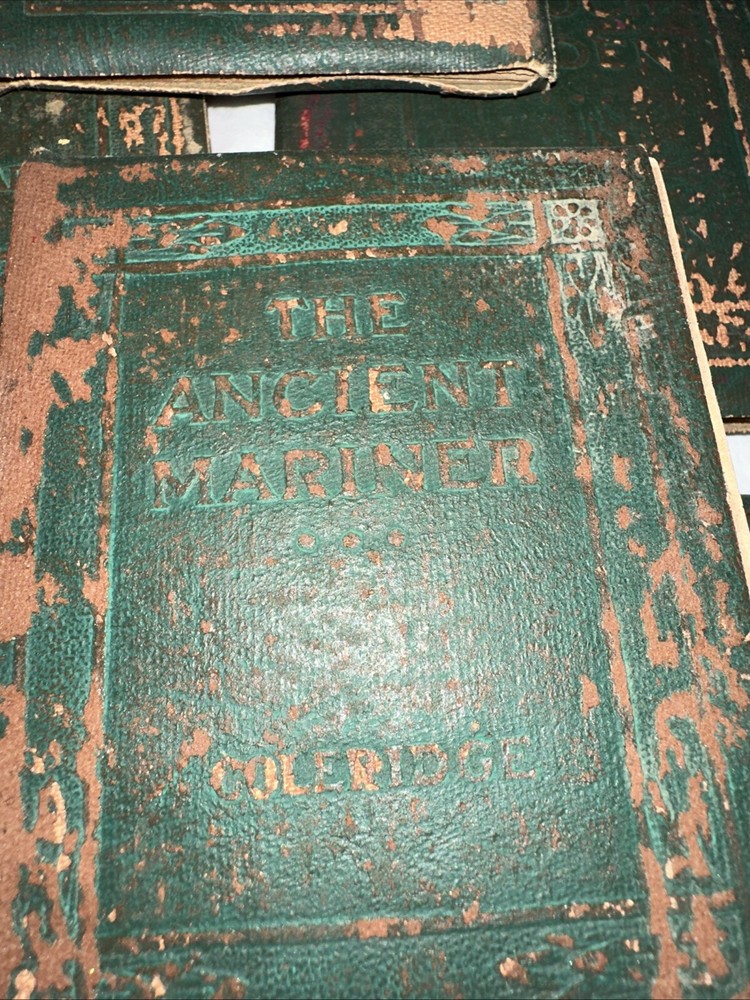 THE
ANCIENT
MARINER
COLERIDGE